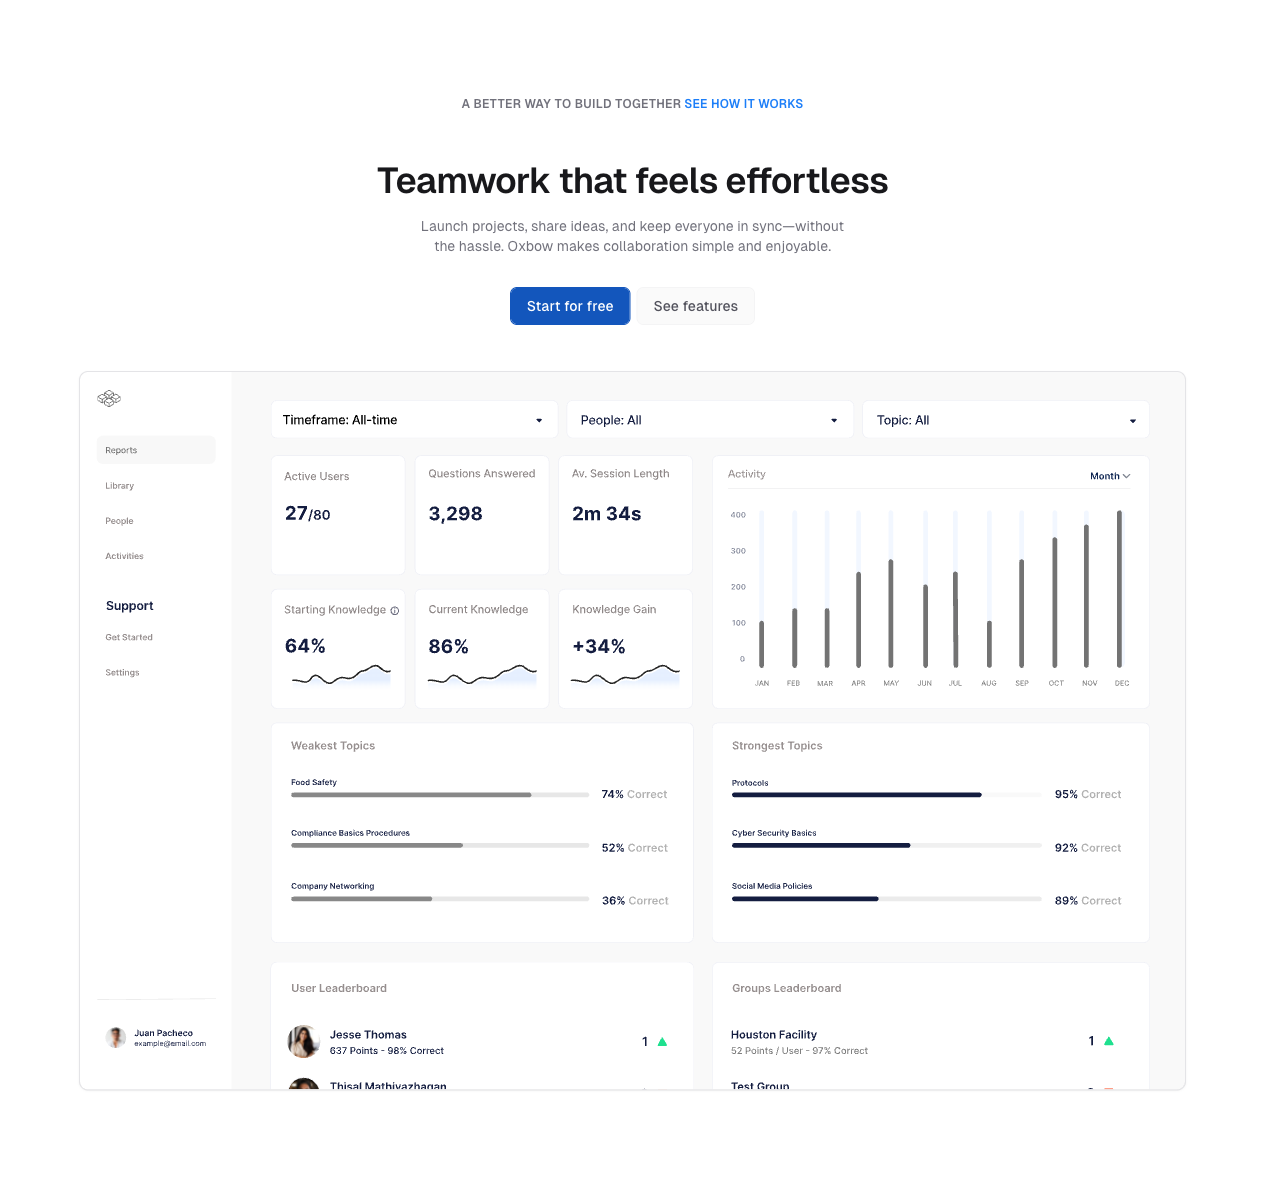 A BETTER WAY TO BUILD TOGETHER SEE HOW IT WORKS
Teamwork that feels effortless
Launch projects, share ideas, and keep everyone in sync—without
the hassle. Oxbow makes collaboration simple and enjoyable.
Start for free
See features
Reports
Library
People
Activities
Support
Get Started
Settings
Juan Pacheco
example@email.com
Timeframe: All-time
People: All
Topic: All
Active Users
27/80
Questions Answered
3,298
Av. Session Length
2m 34s
Starting Knowledge
64%
Current Knowledge
86%
Knowledge Gain
+34%
Activity
Month
400
300
200
100
0
JAN FEB MAR APR MAY JUN JUL AUG SEP OCT NOV DEC
Weakest Topics
Food Safety
74% Correct
Compliance Basics Procedures
52% Correct
Company Networking
36% Correct
Strongest Topics
Protocols
95% Correct
Cyber Security Basics
92% Correct
Social Media Policies
89% Correct
User Leaderboard
Jesse Thomas
637 Points - 98% Correct
1
Thisal Mathiyazhagan
Groups Leaderboard
Houston Facility
52 Points / User - 97% Correct
1
Test Group